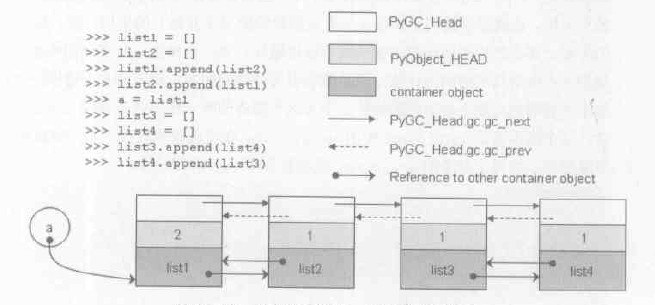 >>> list1 = []
>>> list2 = []
>>> list1.append(list2)
>>> list2.append(list1)
>>> a = list1
>>> list3 = []
>>> list4 = []
>>> list3.append(list4)
>>> list4.append(list3)
PyGC_Head
PyObject_HEAD
container object
PyGC_Head.gc.gc_next
PyGC_Head.gc.gc_prev
Reference to other container object
a
2
1
1
1
list1
list2
list3
list4